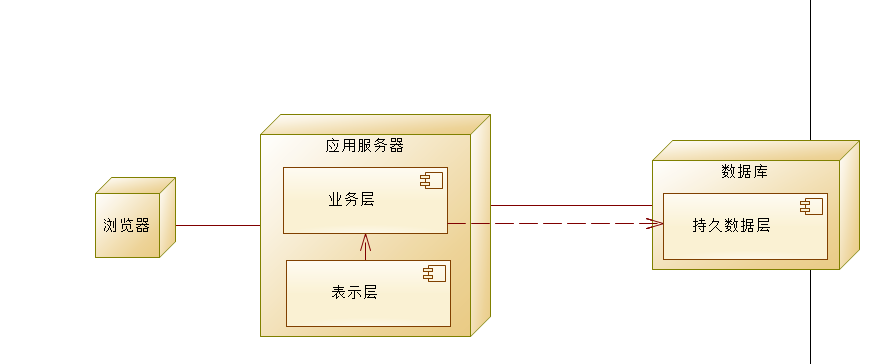 应用服务器
业务层
表示层
浏览器
数据库
持久数据层